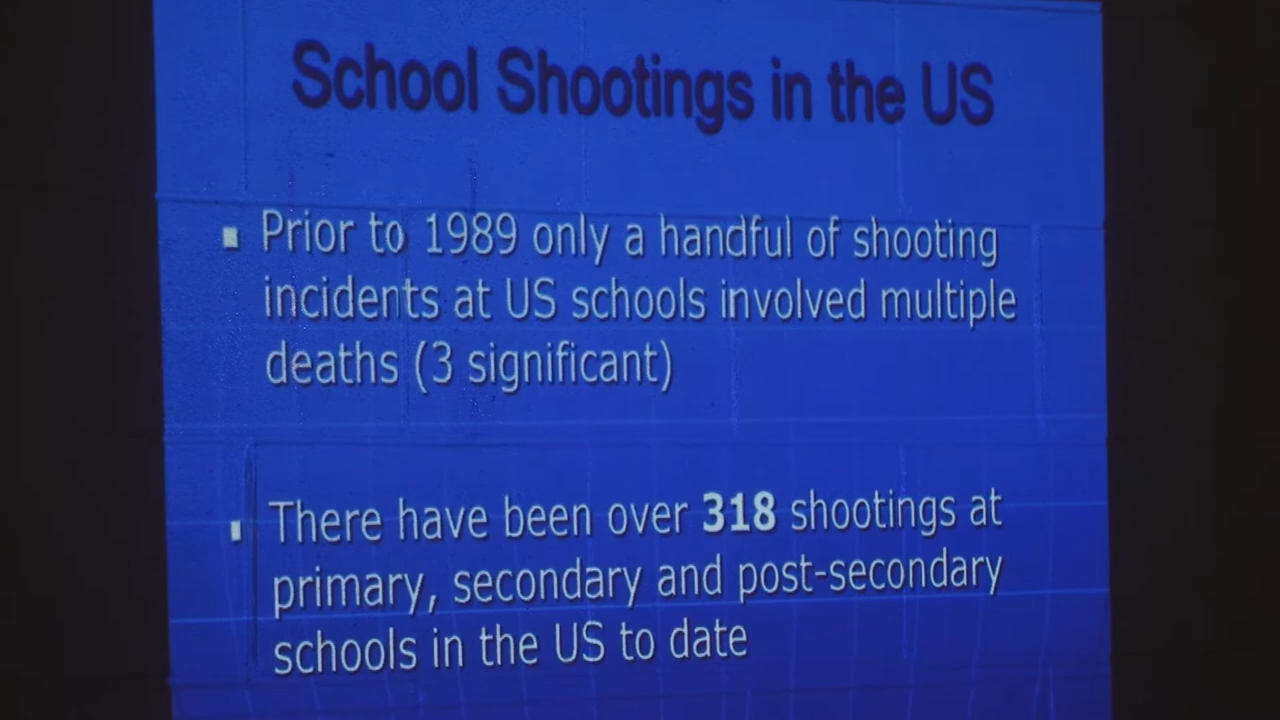 School Shootings in the US
Prior to 1989 only a handful of shooting
incidents at US schools involved multiple
deaths (3 significant)
There have been over 318 shootings at
primary, secondary and post-secondary
schools in the US to date